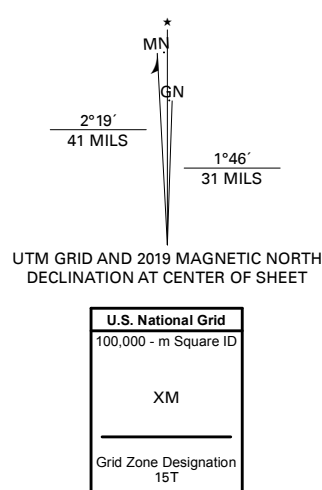 ★
MN
GN
2°19´
41 MILS
1°46´
31 MILS
UTM GRID AND 2019 MAGNETIC NORTH
DECLINATION AT CENTER OF SHEET
U.S. National Grid
100,000 - m Square ID
XM
Grid Zone Designation
15T